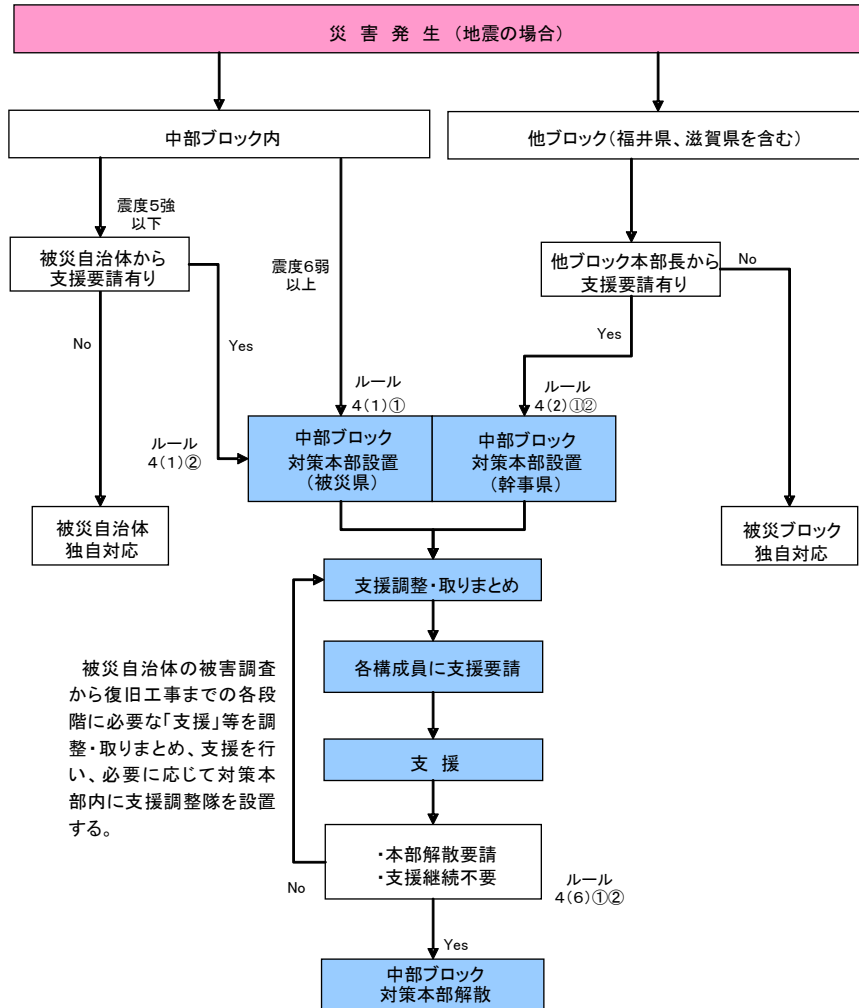 災 害 発 生 （地震の場合）
中部ブロック内
他ブロック（福井県、滋賀県を含む）
震度５強
以下
被災自治体から
支援要請有り
震度６弱
以上
他ブロック本部長から
支援要請有り
No
No
Yes
Yes
ルール
４(１)①
ルール
４(２)①②
ルール
４(１)②
中部ブロック
対策本部設置
（被災県）
中部ブロック
対策本部設置
（幹事県）
被災自治体
独自対応
被災ブロック
独自対応
支援調整・取りまとめ
各構成員に支援要請
被災自治体の被害調査
から復旧工事までの各段
階に必要な「支援」等を調
整・取りまとめ、支援を行
い、必要に応じて対策本
部内に支援調整隊を設置
する。
支 援
・本部解散要請
・支援継続不要
No
ルール
４(６)①②
Yes
中部ブロック
対策本部解散